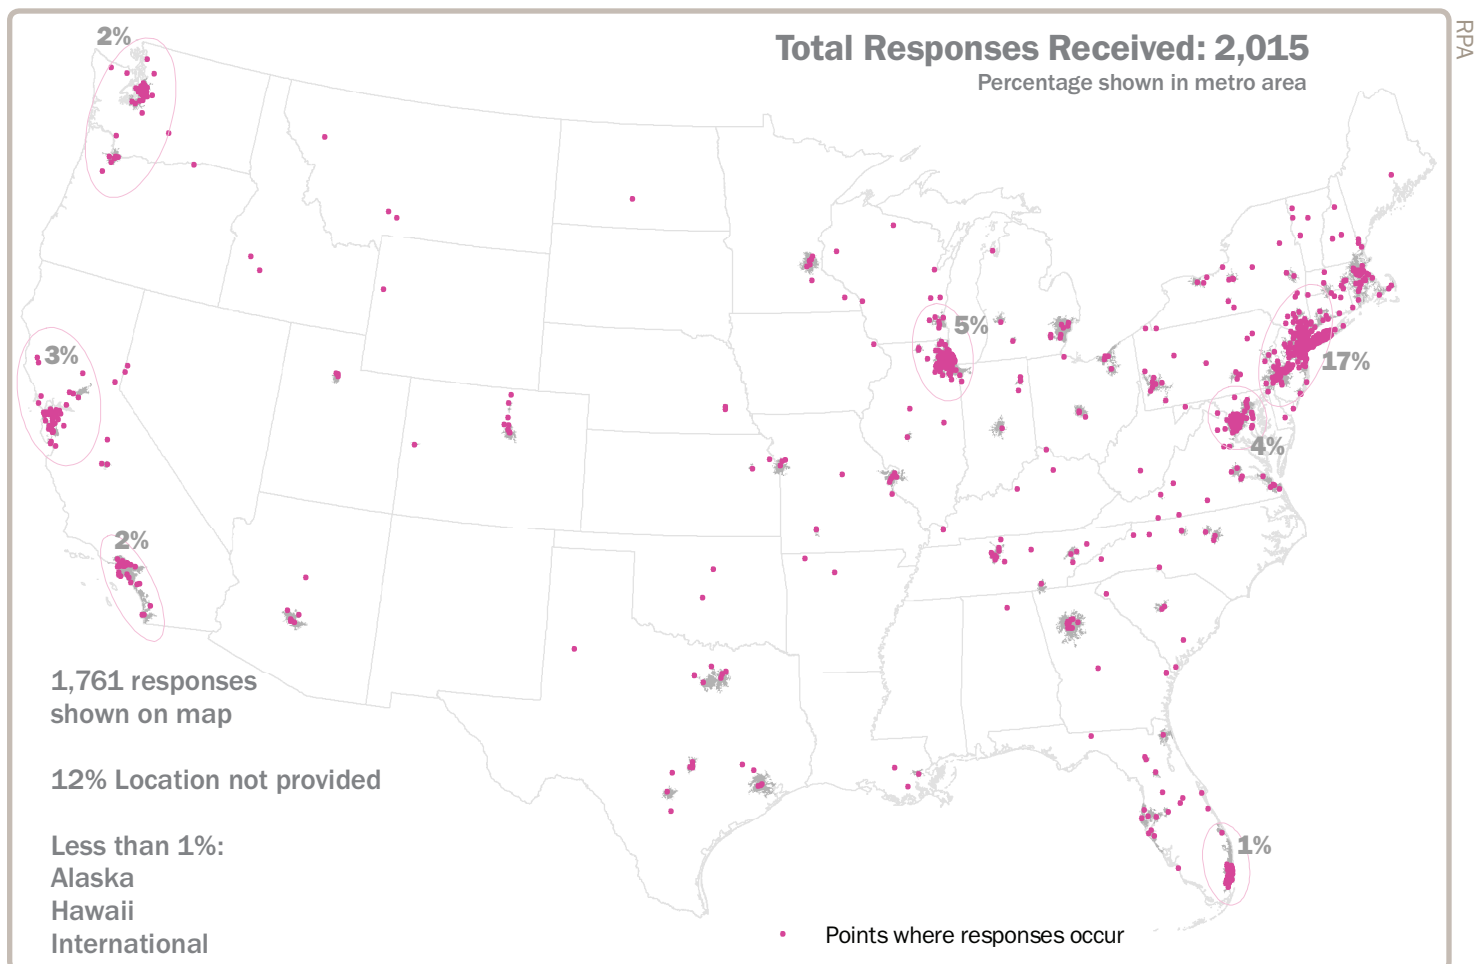 2%
Total Responses Received: 2,015
RPA
Percentage shown in metro area
5%
3%
17%
4%
2%
1,761 responses
shown on map
12% Location not provided
Less than 1%:
1%
Alaska
Hawaii
International
Points where responses occur